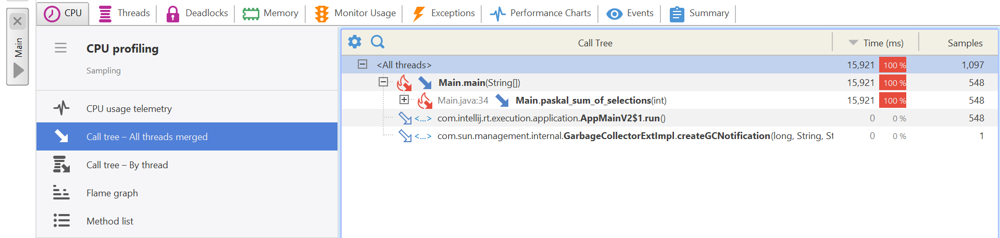 CPU Threads Deadlocks Memory Monitor Usage Exceptions Performance Charts Events Summary
Main
CPU profiling
Sampling
CPU usage telemetry
Call tree – All threads merged
Call tree – By thread
Flame graph
Method list
Call Tree Time (ms) Samples
<All threads> 15,921 100 % 1,097
Main.main(String[]) 15,921 100 % 548
Main.java:34 Main.paskal_sum_of_selections(int) 15,921 100 % 548
<...> com.intellij.rt.execution.application.AppMainV2$1.run() 0 0 % 548
<...> com.sun.management.internal.GarbageCollectorExtImpl.createGCNotification(long, String, St 0 0 % 1